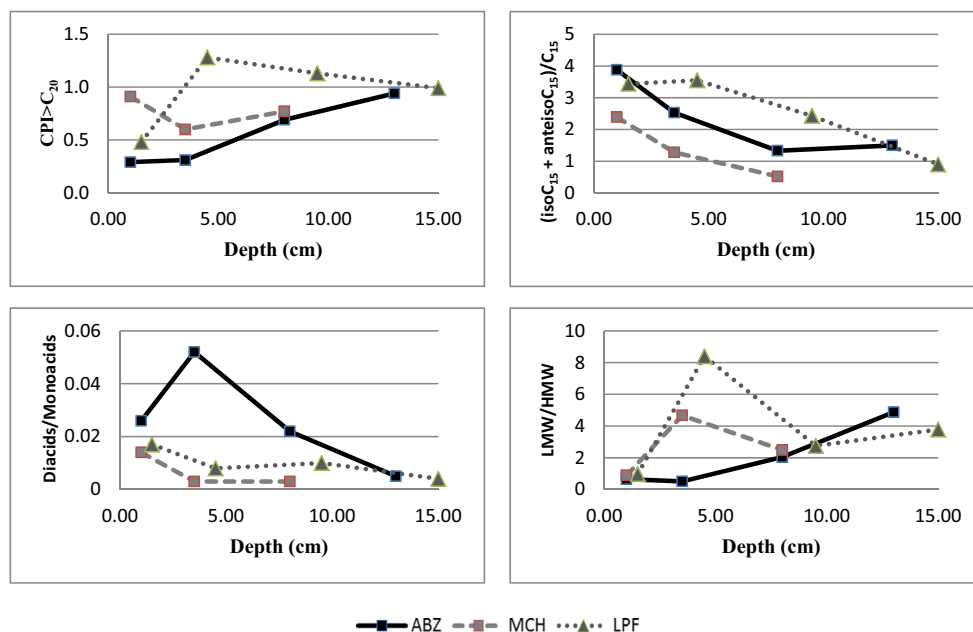 CPI>C₂₀
1.5
1.0
0.5
0.0
0.00 5.00 10.00 15.00
Depth (cm)
(isoC₁₅ + anteisoC₁₅)/C₁₅
5
4
3
2
1
0
0.00 5.00 10.00 15.00
Depth (cm)
Diacids/Monoacids
0.06
0.04
0.02
0
0.00 5.00 10.00 15.00
Depth (cm)
LMW/HMW
10
8
6
4
2
0
0.00 5.00 10.00 15.00
Depth (cm)
ABZ MCH LPF